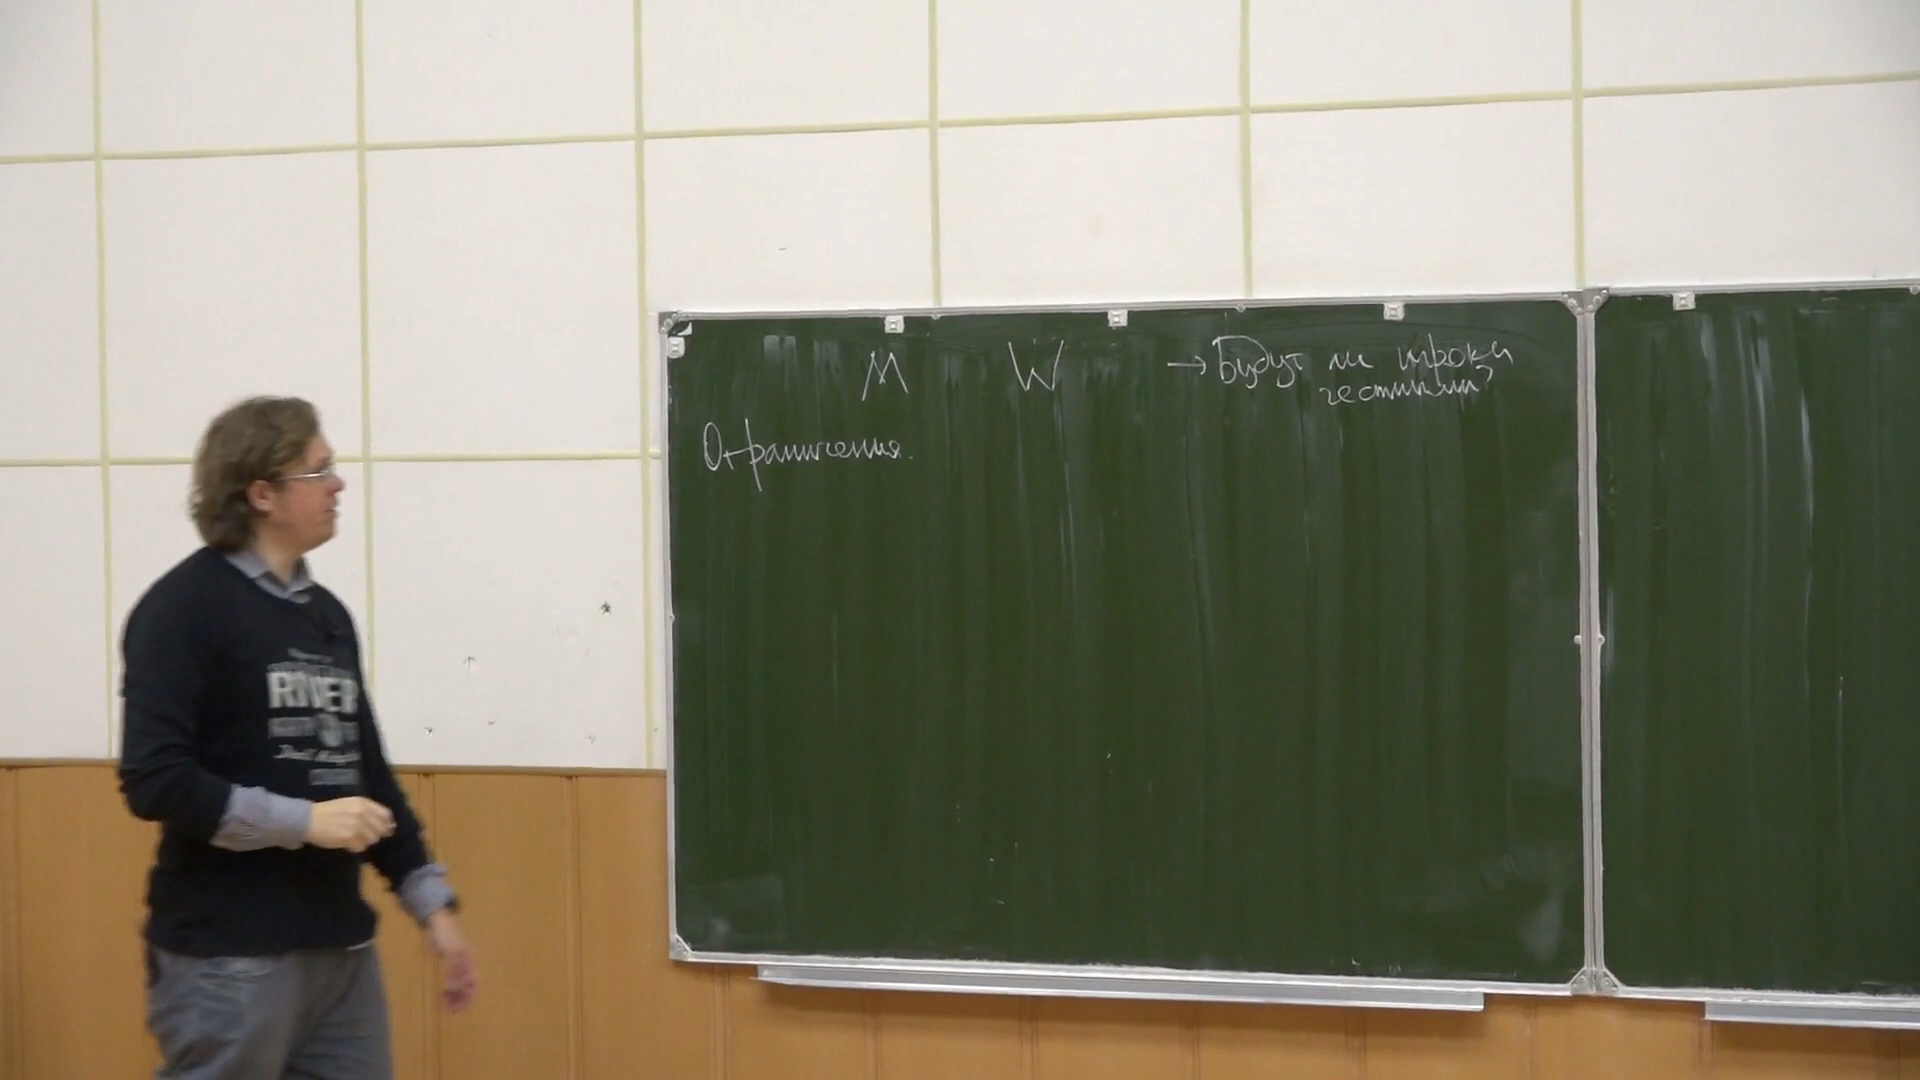 M W → Будут ли игроки
честными?
Ограничения.
RIVER